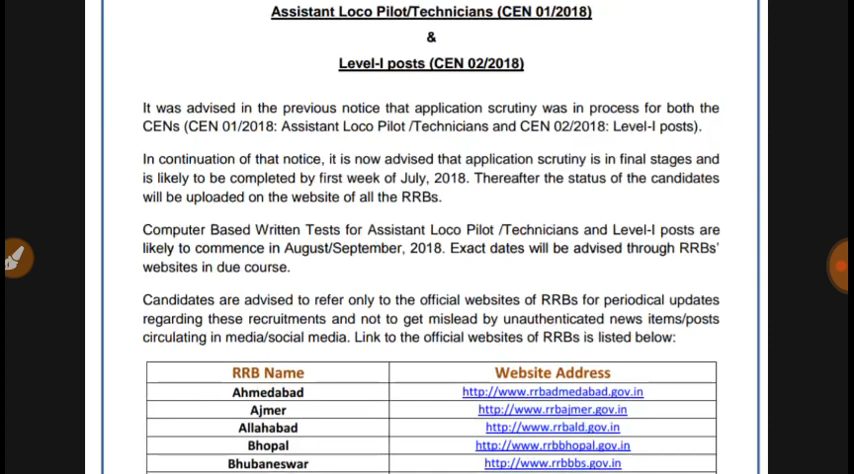 Assistant Loco Pilot/Technicians (CEN 01/2018)
&
Level-I posts (CEN 02/2018)
It was advised in the previous notice that application scrutiny was in process for both the
CENs (CEN 01/2018: Assistant Loco Pilot /Technicians and CEN 02/2018: Level-I posts).
In continuation of that notice, it is now advised that application scrutiny is in final stages and
is likely to be completed by first week of July, 2018. Thereafter the status of the candidates
will be uploaded on the website of all the RRBs.
Computer Based Written Tests for Assistant Loco Pilot /Technicians and Level-I posts are
likely to commence in August/September, 2018. Exact dates will be advised through RRBs'
websites in due course.
Candidates are advised to refer only to the official websites of RRBs for periodical updates
regarding these recruitments and not to get mislead by unauthenticated news items/posts
circulating in media/social media. Link to the official websites of RRBs is listed below:
RRB Name Website Address
Ahmedabad http://www.rrbadmedabad.gov.in
Ajmer http://www.rrbajmer.gov.in
Allahabad http://www.rrbald.gov.in
Bhopal http://www.rrbbhopal.gov.in
Bhubaneswar http://www.rrbbbs.gov.in